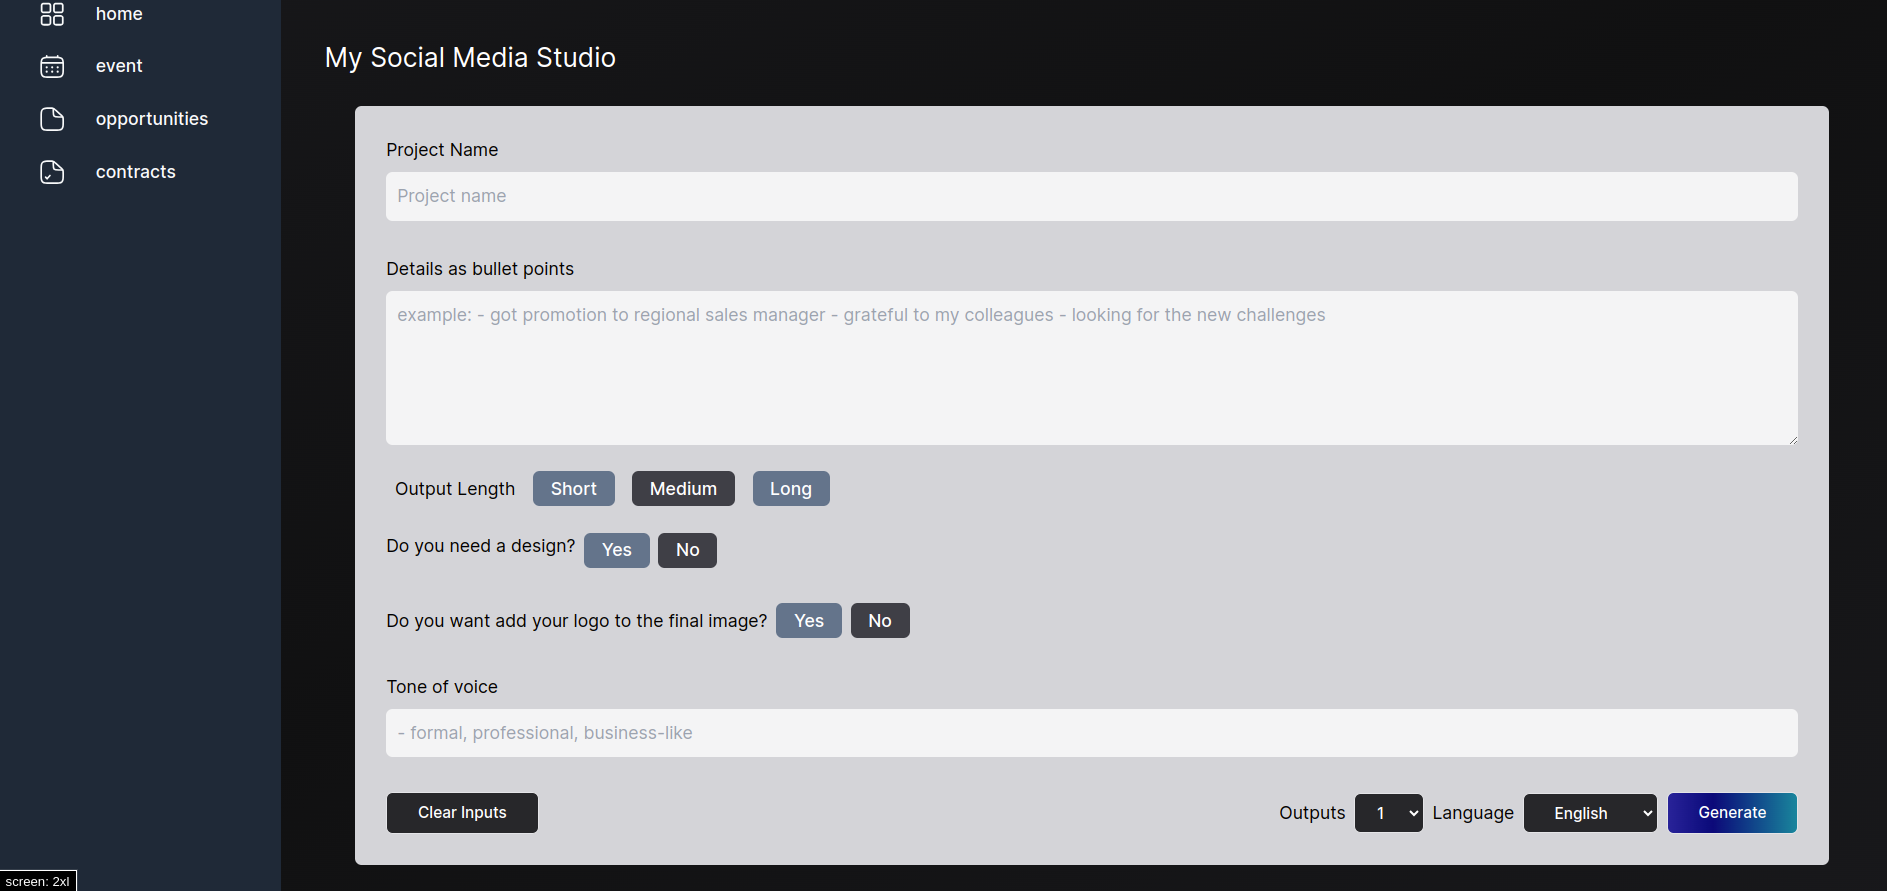 home
event
opportunities
contracts
My Social Media Studio
Project Name
Project name
Details as bullet points
example: - got promotion to regional sales manager - grateful to my colleagues - looking for the new challenges
Output Length Short Medium Long
Do you need a design? Yes No
Do you want add your logo to the final image? Yes No
Tone of voice
- formal, professional, business-like
Clear Inputs Outputs 1 Language English Generate
screen: 2xl